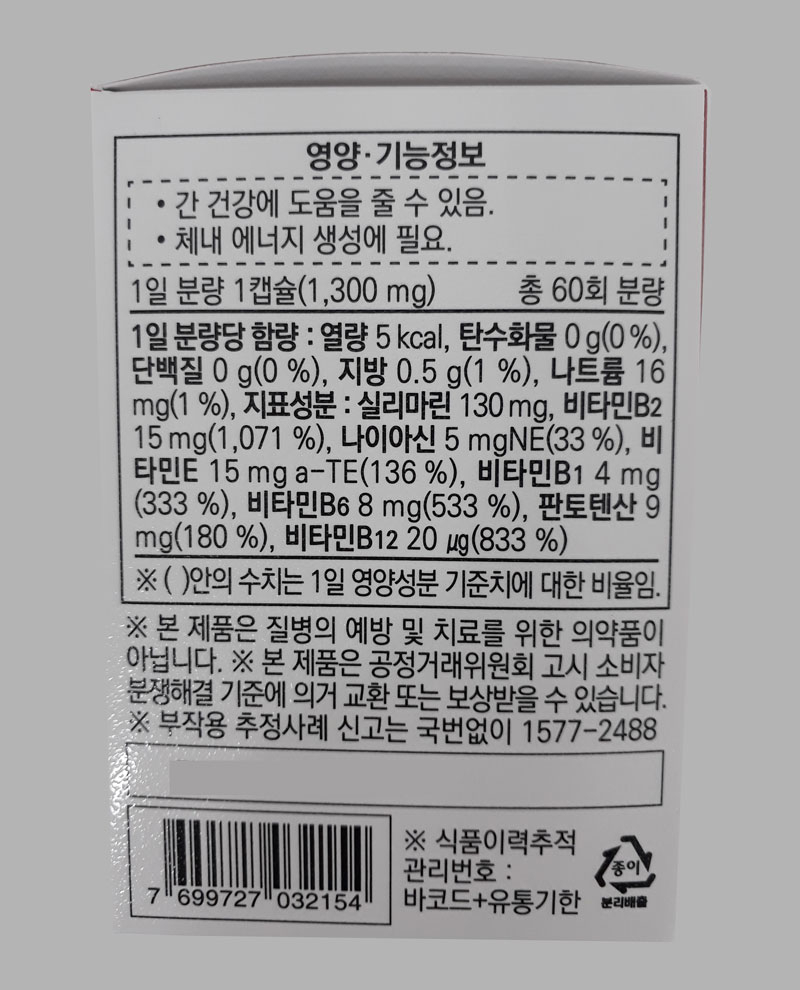 영양·기능정보
• 간 건강에 도움을 줄 수 있음.
• 체내 에너지 생성에 필요.
1일 분량 1캡슐(1,300 mg) 총 60회 분량
1일 분량당 함량 : 열량 5 kcal, 탄수화물 0 g(0 %),
단백질 0 g(0 %), 지방 0.5 g(1 %), 나트륨 16
mg(1 %), 지표성분 : 실리마린 130 mg, 비타민B2
15 mg(1,071 %), 나이아신 5 mgNE(33 %), 비
타민E 15 mg a-TE(136 %), 비타민B1 4 mg
(333 %), 비타민B6 8 mg(533 %), 판토텐산 9
mg(180 %), 비타민B12 20 μg(833 %)
※ ( )안의 수치는 1일 영양성분 기준치에 대한 비율임.
※ 본 제품은 질병의 예방 및 치료를 위한 의약품이
아닙니다. ※ 본 제품은 공정거래위원회 고시 소비자
분쟁해결 기준에 의거 교환 또는 보상받을 수 있습니다.
※ 부작용 추정사례 신고는 국번없이 1577-2488
7 699727 032154
※ 식품이력추적
관리번호 :
바코드+유통기한
종이
분리배출